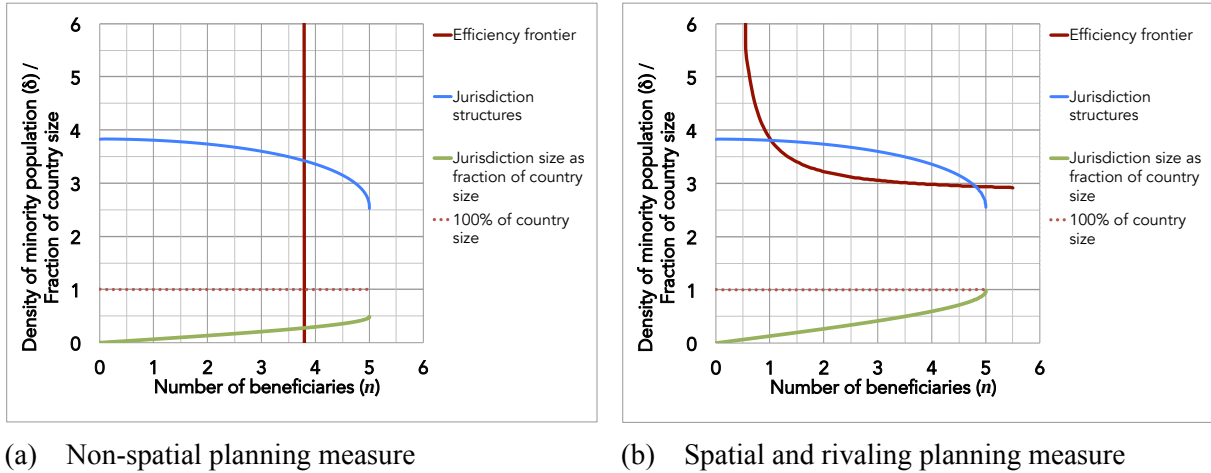 Density of minority population (δ) /
Fraction of country size
6
5
4
3
2
1
0
0 1 2 3 4 5 6
Number of beneficiaries (n)
Efficiency frontier
Jurisdiction
structures
Jurisdiction size as
fraction of country
size
100% of country
size
(a) Non-spatial planning measure
Density of minority population (δ) /
Fraction of country size
6
5
4
3
2
1
0
0 1 2 3 4 5 6
Number of beneficiaries (n)
Efficiency frontier
Jurisdiction
structures
Jurisdiction size as
fraction of country
size
100% of country
size
(b) Spatial and rivaling planning measure